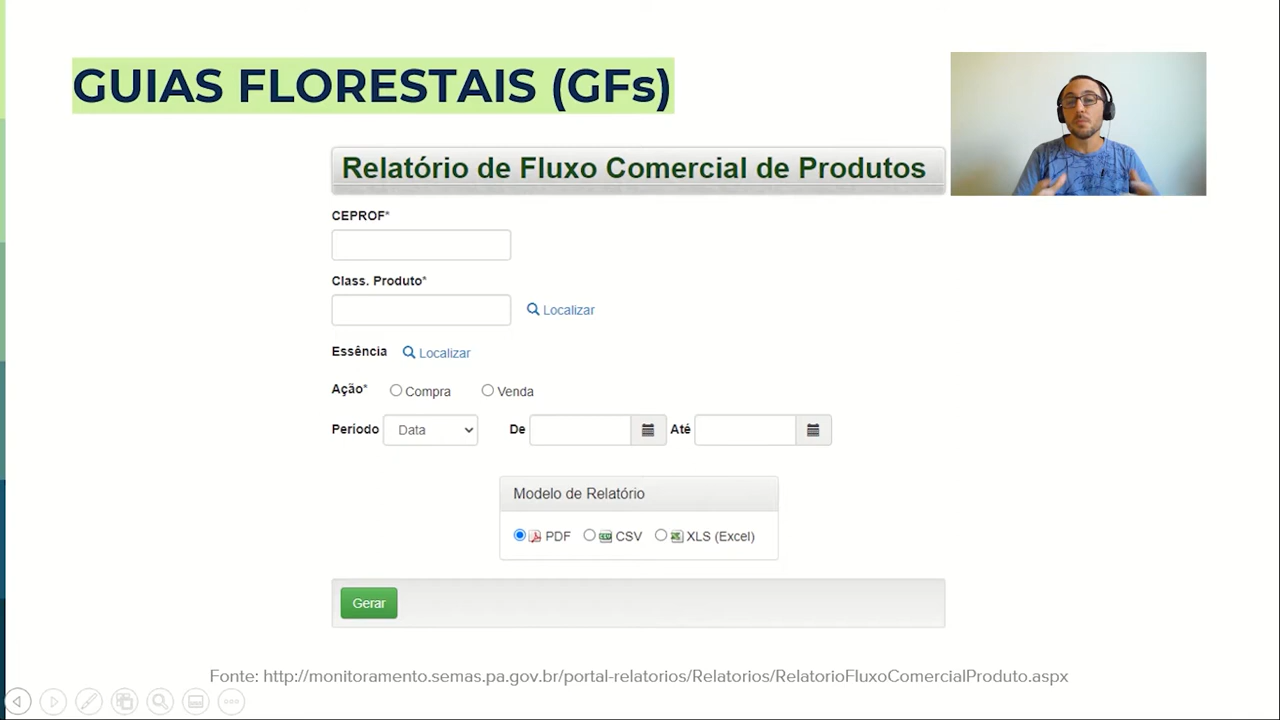 GUIAS FLORESTAIS (GFs)
Relatório de Fluxo Comercial de Produtos
CEPROF*
Class. Produto*
Localizar
Essência Localizar
Ação* Compra Venda
Período Data De Até
Modelo de Relatório
PDF CSV XLS (Excel)
Gerar
Fonte: http://monitoramento.semas.pa.gov.br/portal-relatorios/Relatorios/RelatorioFluxoComercialProduto.aspx